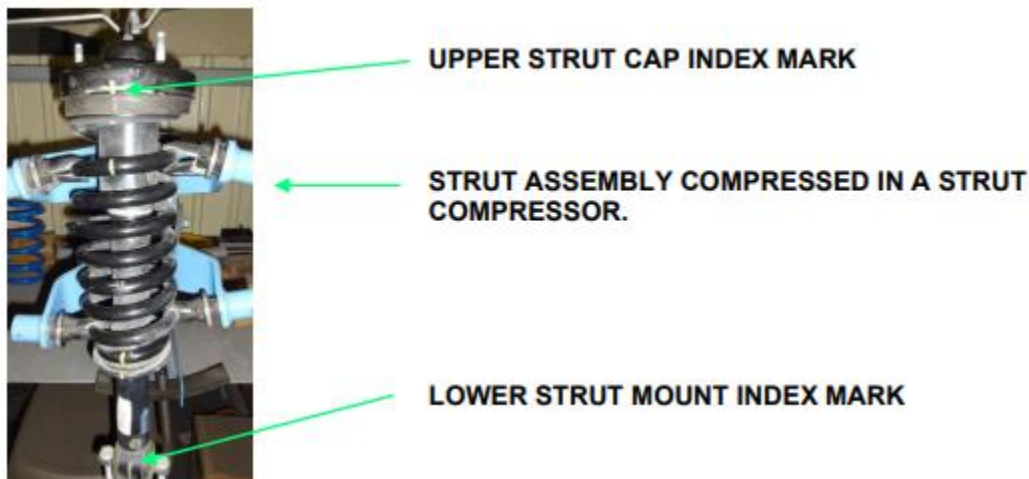 UPPER STRUT CAP INDEX MARK
STRUT ASSEMBLY COMPRESSED IN A STRUT
COMPRESSOR.
LOWER STRUT MOUNT INDEX MARK